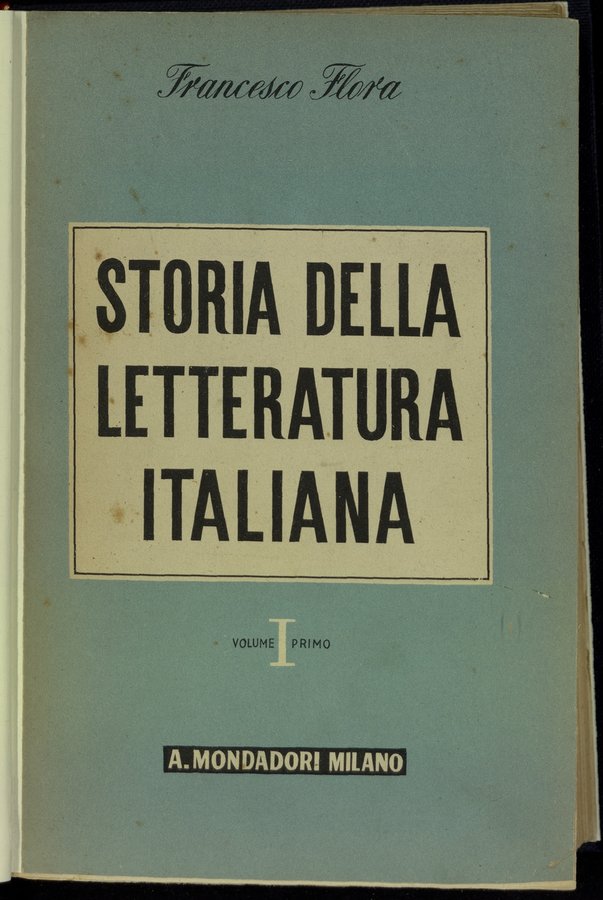 Francesco Flora
STORIA DELLA
LETTERATURA
ITALIANA
VOLUME I PRIMO
A. MONDADORI MILANO